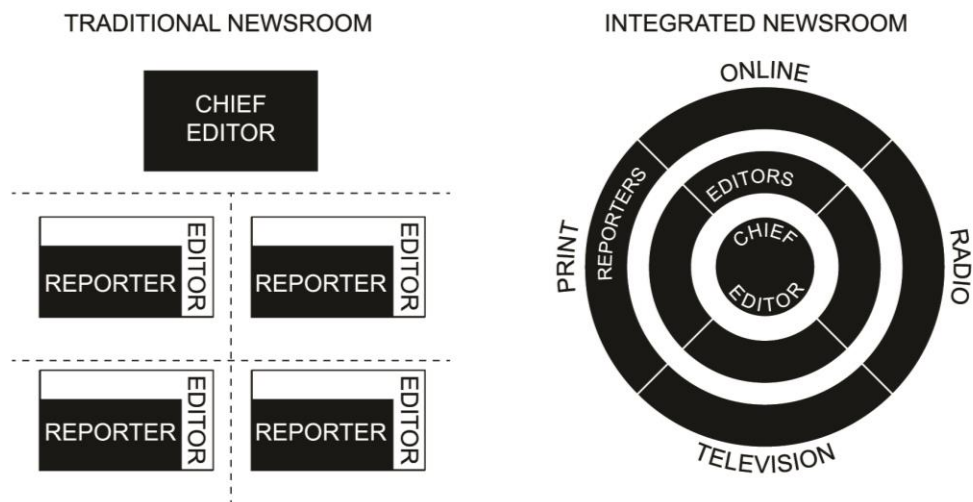 TRADITIONAL NEWSROOM
CHIEF
EDITOR
REPORTER
EDITOR
REPORTER
EDITOR
REPORTER
EDITOR
REPORTER
EDITOR
INTEGRATED NEWSROOM
ONLINE
PRINT
REPORTERS
EDITORS
CHIEF
EDITOR
RADIO
TELEVISION